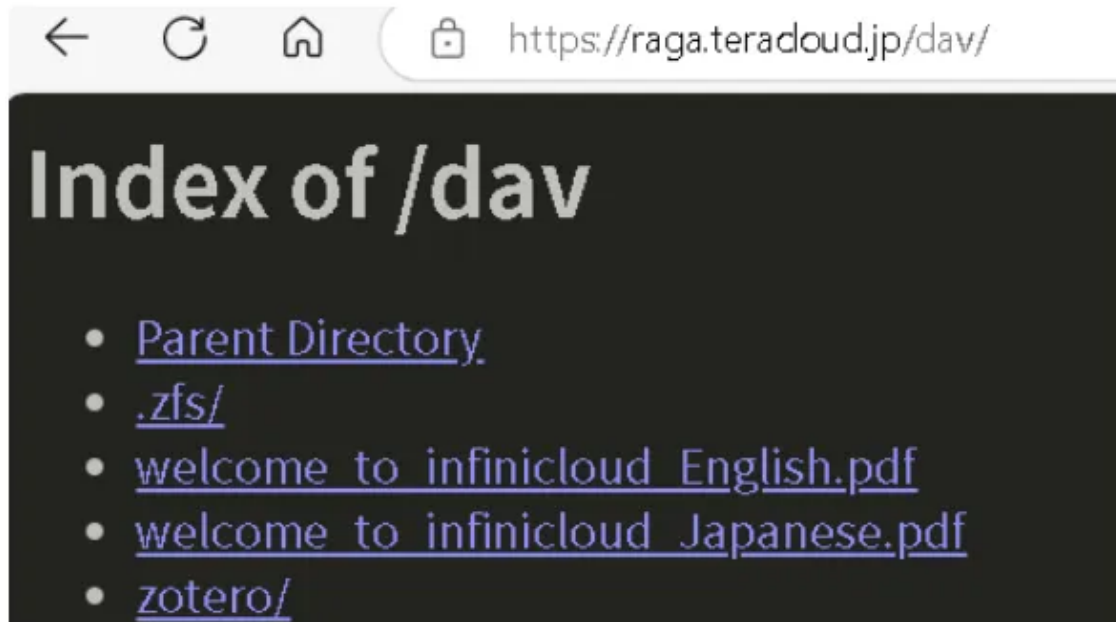 https://raga.teracloud.jp/dav/
Index of /dav
Parent Directory
.zfs/
welcome_to_infinicloud_English.pdf
welcome_to_infinicloud_Japanese.pdf
zotero/